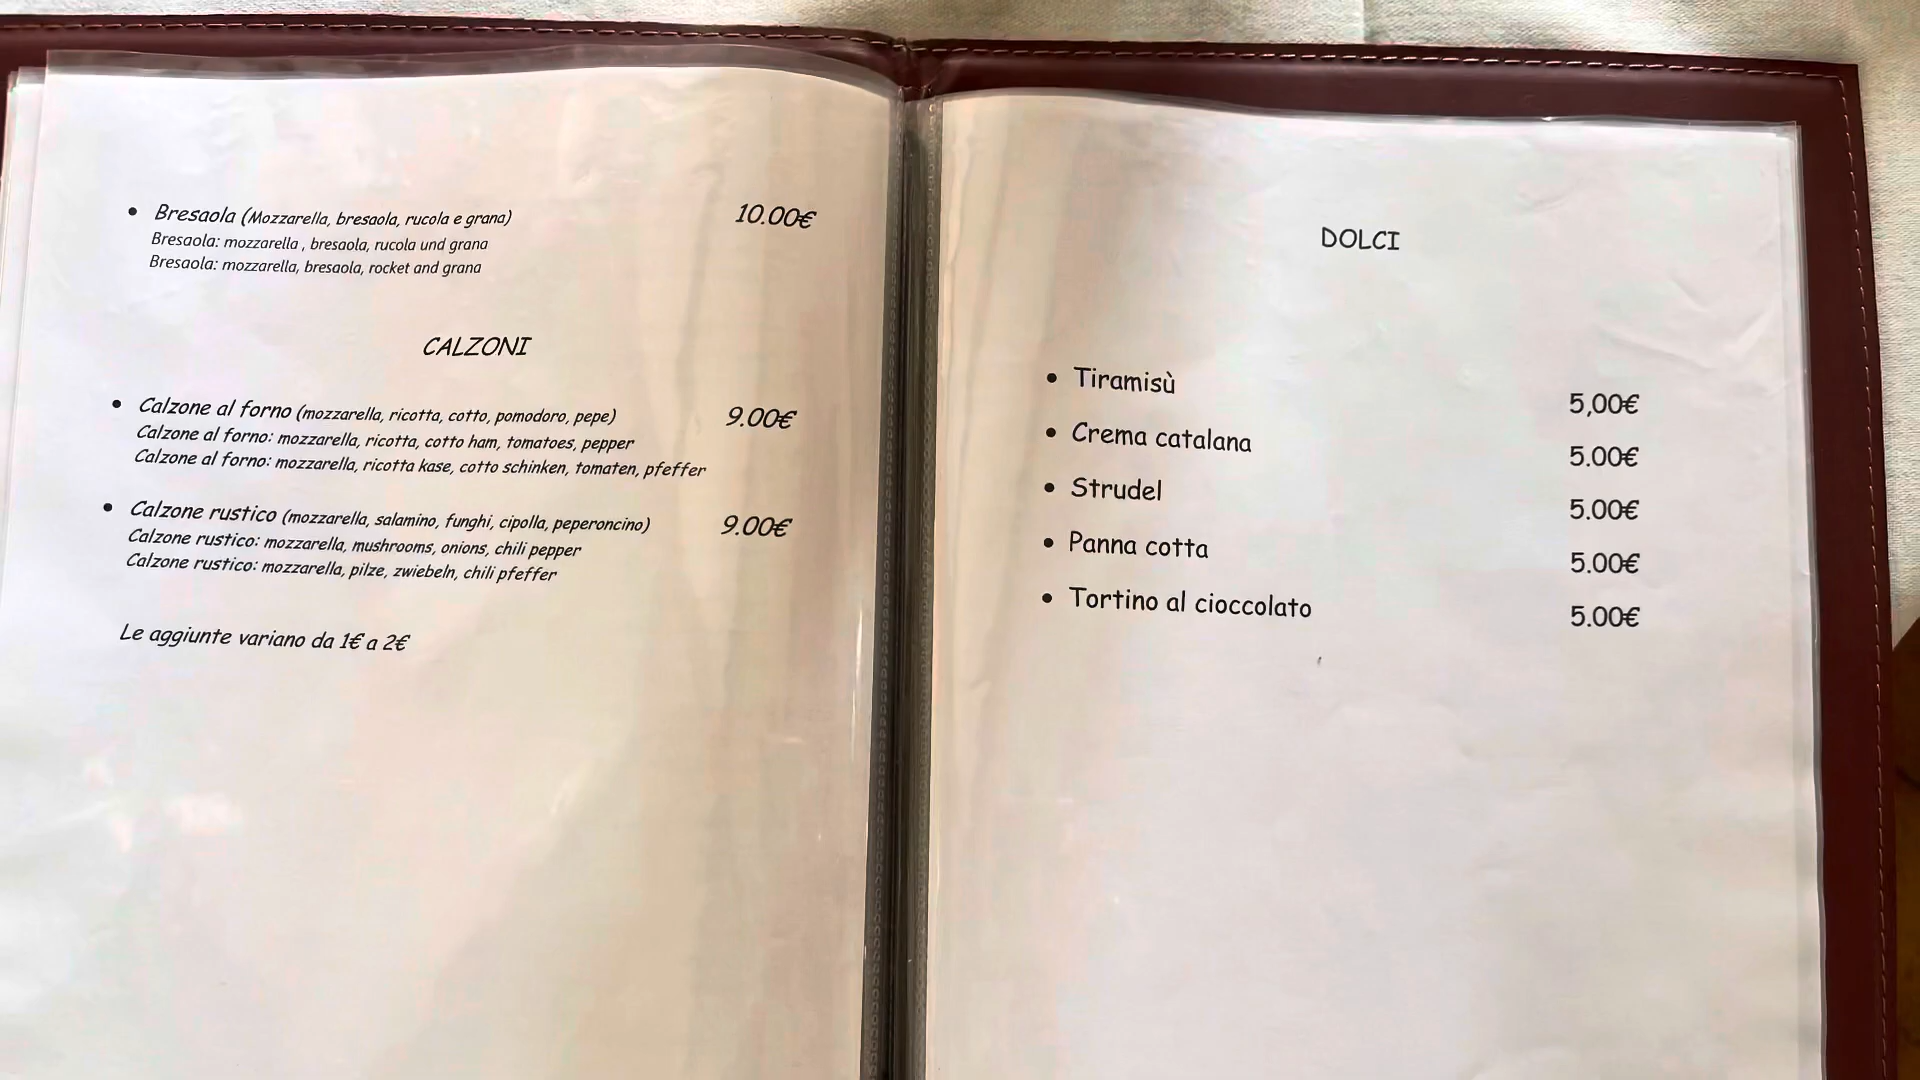 • Bresaola (Mozzarella, bresaola, rucola e grana) 10.00€
Bresaola: mozzarella , bresaola, rucola und grana
Bresaola: mozzarella, bresaola, rocket and grana
CALZONI
• Calzone al forno (mozzarella, ricotta, cotto, pomodoro, pepe) 9.00€
Calzone al forno: mozzarella, ricotta, cotto ham, tomatoes, pepper
Calzone al forno: mozzarella, ricotta kase, cotto schinken, tomaten, pfeffer
• Calzone rustico (mozzarella, salamino, funghi, cipolla, peperoncino) 9.00€
Calzone rustico: mozzarella, mushrooms, onions, chili pepper
Calzone rustico: mozzarella, pilze, zwiebeln, chili pfeffer
Le aggiunte variano da 1€ a 2€
DOLCI
• Tiramisù 5,00€
• Crema catalana 5.00€
• Strudel 5.00€
• Panna cotta 5.00€
• Tortino al cioccolato 5.00€